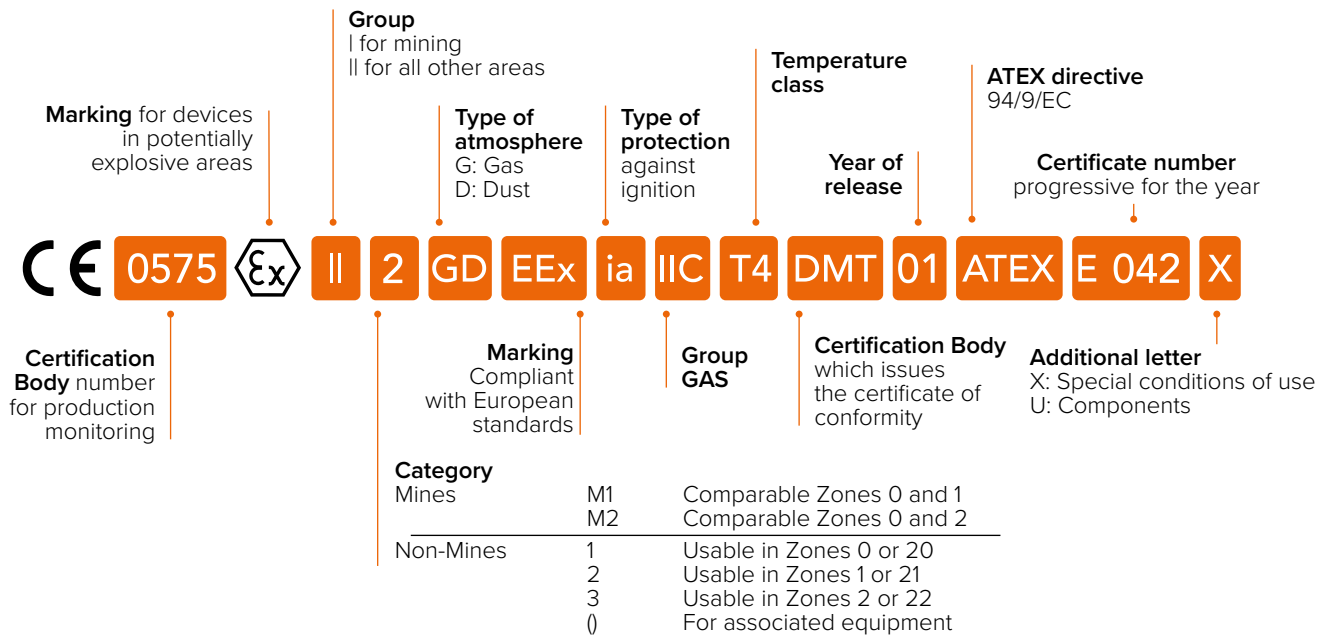 Group
I for mining
II for all other areas
Marking for devices
in potentially
explosive areas
Type of
atmosphere
G: Gas
D: Dust
Type of
protection
against
ignition
Temperature
class
Year of
release
ATEX directive
94/9/EC
Certificate number
progressive for the year
CE 0575 Ex II 2 GD EEx ia IIC T4 DMT 01 ATEX E 042 X
Certification
Body number
for production
monitoring
Marking
Compliant
with European
standards
Group
GAS
Certification Body
which issues
the certificate of
conformity
Additional letter
X: Special conditions of use
U: Components
Category
Mines M1 Comparable Zones 0 and 1
M2 Comparable Zones 0 and 2
Non-Mines 1 Usable in Zones 0 or 20
2 Usable in Zones 1 or 21
3 Usable in Zones 2 or 22
() For associated equipment